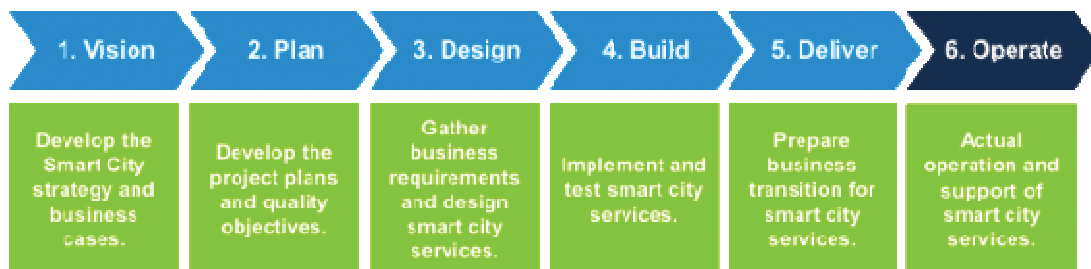 1. Vision
2. Plan
3. Design
4. Build
5. Deliver
6. Operate
Develop the
Smart City
strategy and
business
cases.
Develop the
project plans
and quality
objectives.
Gather
business
requirements
and design
smart city
services.
Implement and
test smart city
services.
Prepare
business
transition for
smart city
services.
Actual
operation and
support of
smart city
services.